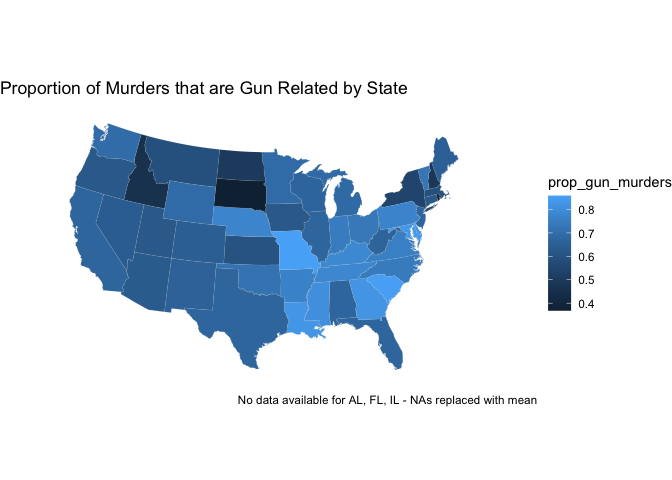 Proportion of Murders that are Gun Related by State
prop_gun_murders
0.8
0.7
0.6
0.5
0.4
No data available for AL, FL, IL - NAs replaced with mean